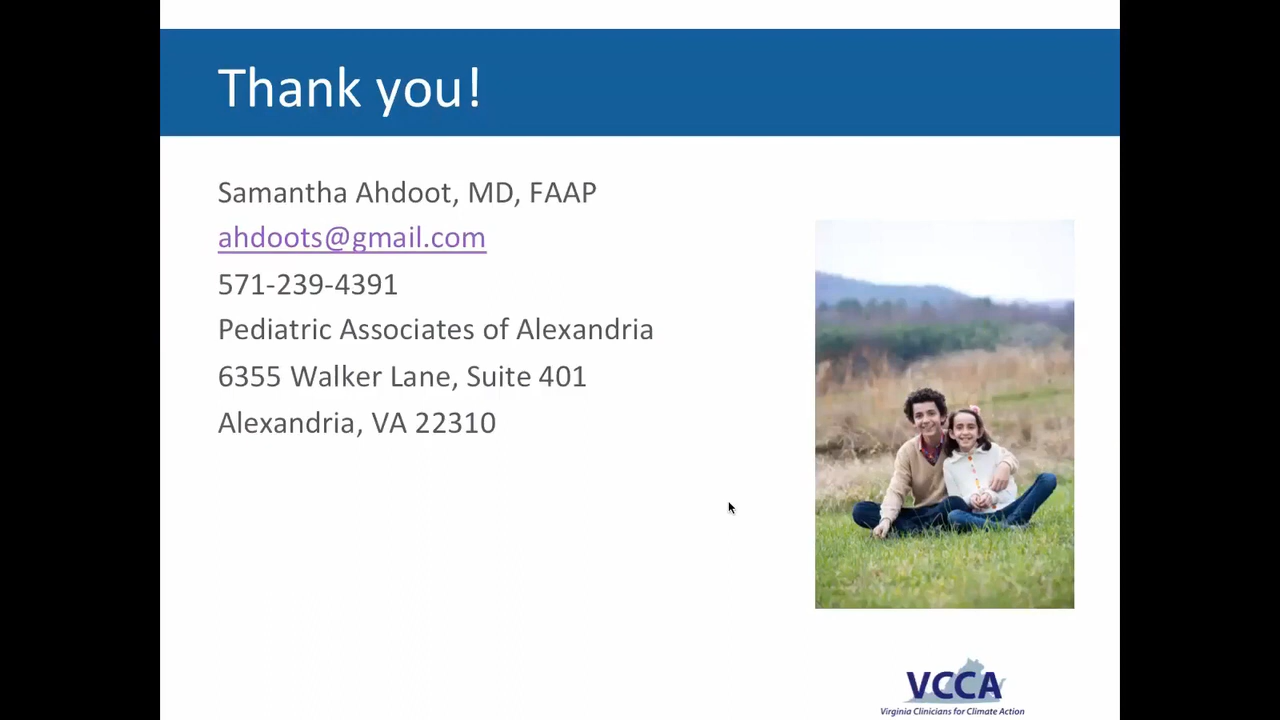 Thank you!
Samantha Ahdoot, MD, FAAP
ahdoots@gmail.com
571-239-4391
Pediatric Associates of Alexandria
6355 Walker Lane, Suite 401
Alexandria, VA 22310
VCCA
Virginia Clinicians for Climate Action